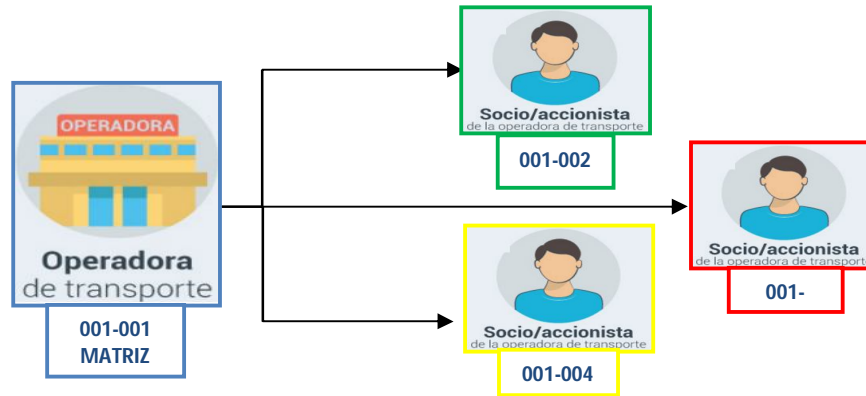 OPERADORA
Operadora
de transporte
001-001
MATRIZ
Socio/accionista
de la operadora de transporte
001-002
Socio/accionista
de la operadora de transporte
001-
Socio/accionista
de la operadora de transporte
001-004